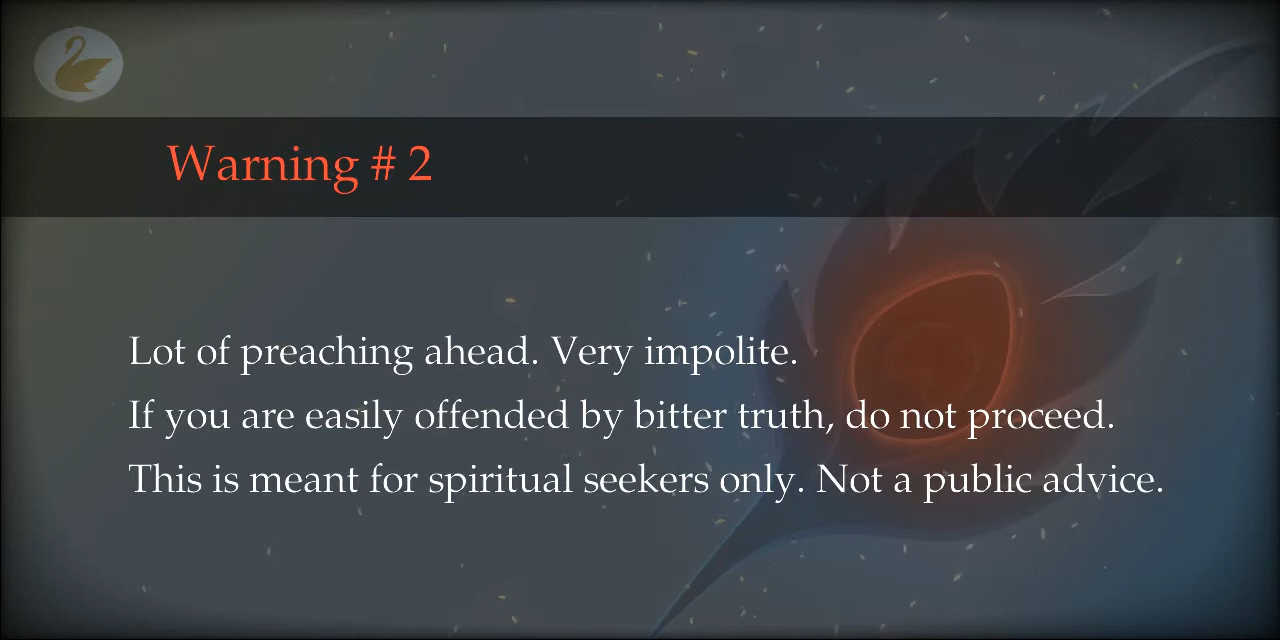 Warning # 2
Lot of preaching ahead. Very impolite.
If you are easily offended by bitter truth, do not proceed.
This is meant for spiritual seekers only. Not a public advice.